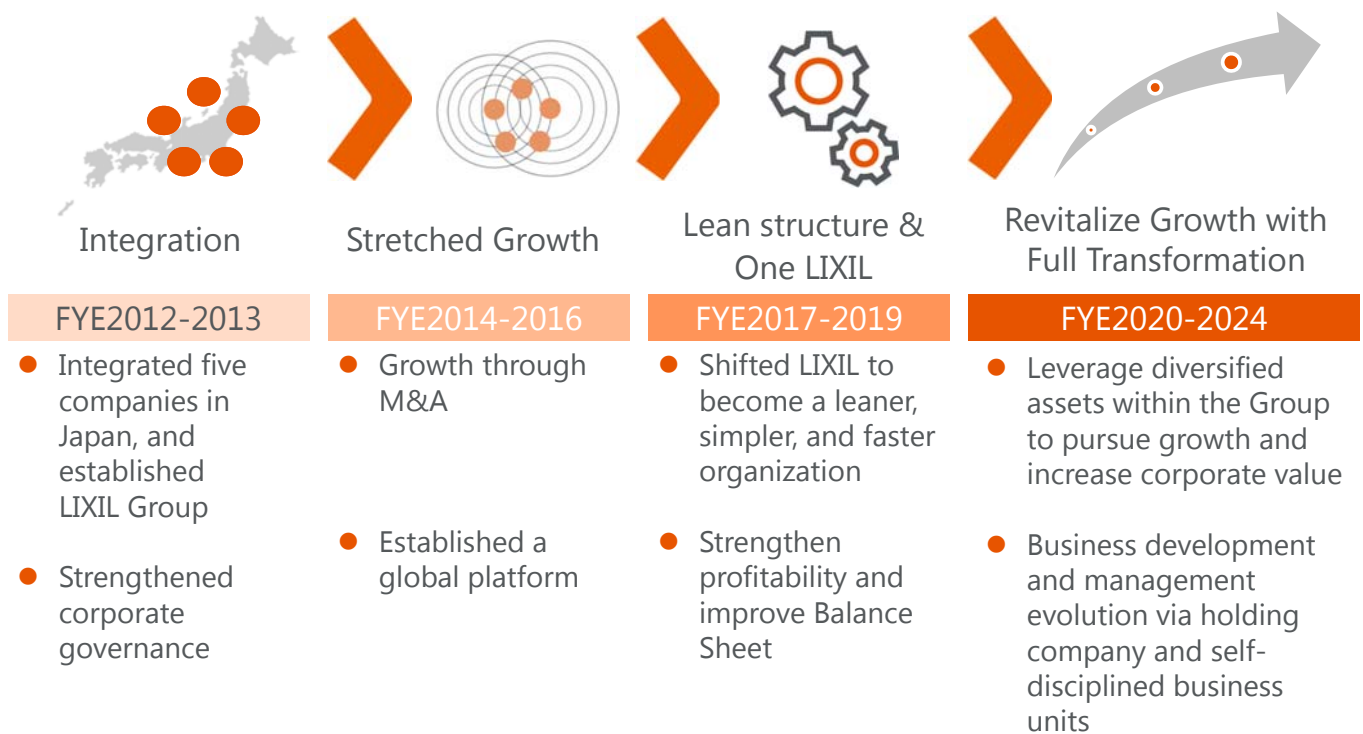 Integration
FYE2012-2013
Integrated five
companies in
Japan, and
established
LIXIL Group
Strengthened
corporate
governance
Stretched Growth
FYE2014-2016
Growth through
M&A
Established a
global platform
Lean structure &
One LIXIL
FYE2017-2019
Shifted LIXIL to
become a leaner,
simpler, and faster
organization
Strengthen
profitability and
improve Balance
Sheet
Revitalize Growth with
Full Transformation
FYE2020-2024
Leverage diversified
assets within the Group
to pursue growth and
increase corporate value
Business development
and management
evolution via holding
company and self-
disciplined business
units